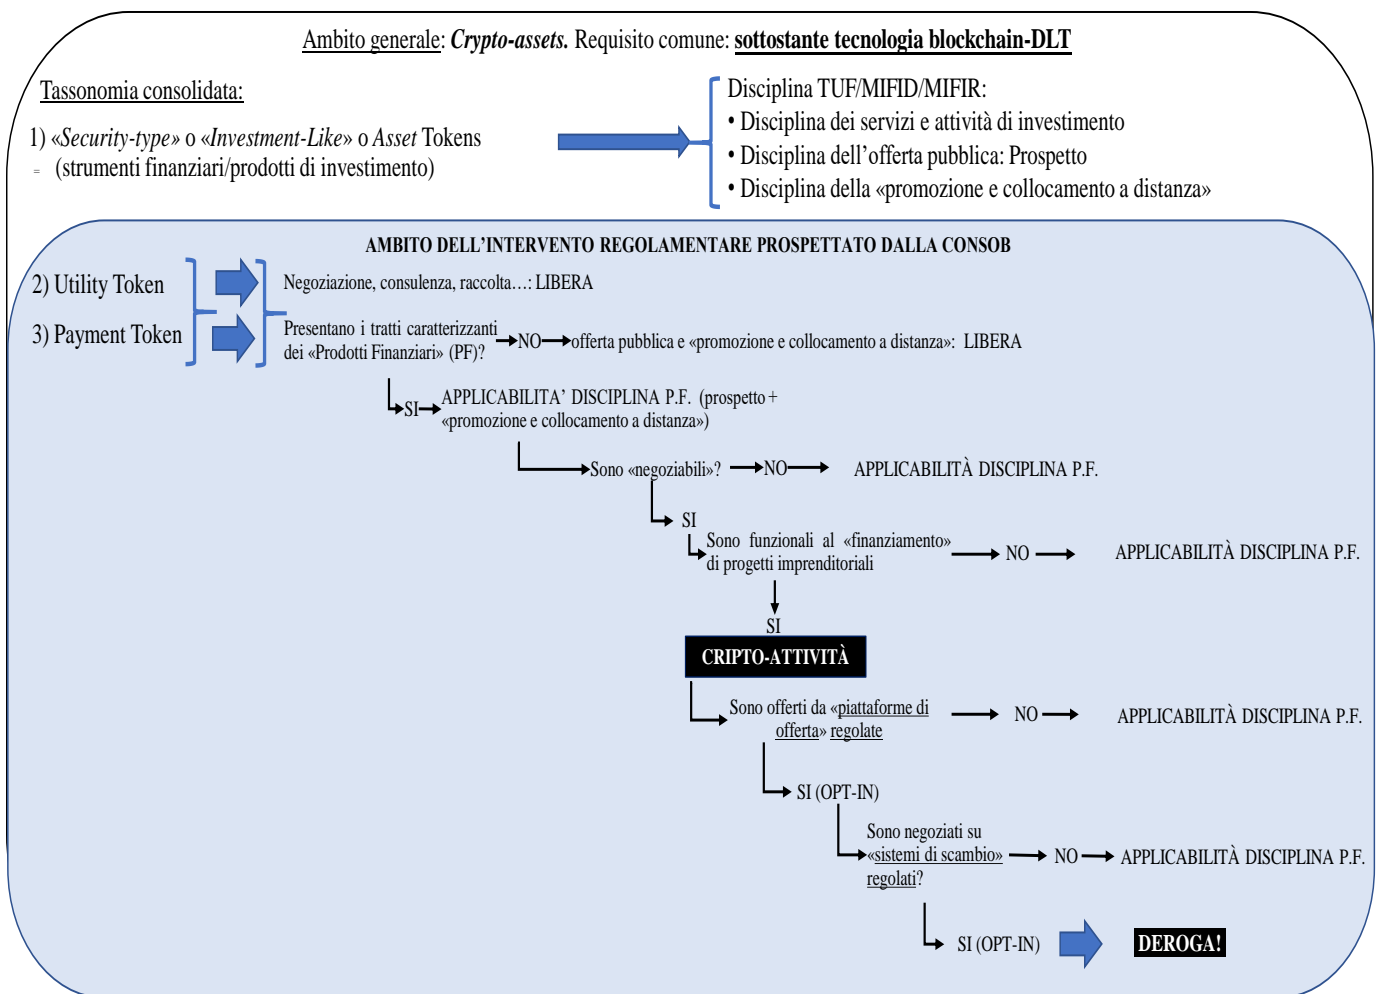 Ambito generale: Crypto-assets. Requisito comune: sottostante tecnologia blockchain-DLT
Tassonomia consolidata:
1) «Security-type» o «Investment-Like» o Asset Tokens
= (strumenti finanziari/prodotti di investimento)
Disciplina TUF/MIFID/MIFIR:
• Disciplina dei servizi e attività di investimento
• Disciplina dell’offerta pubblica: Prospetto
• Disciplina della «promozione e collocamento a distanza»
AMBITO DELL’INTERVENTO REGOLAMENTARE PROSPETTATO DALLA CONSOB
2) Utility Token
3) Payment Token
Negoziazione, consulenza, raccolta…: LIBERA
Presentano i tratti caratterizzanti
dei «Prodotti Finanziari» (PF)?
NO
offerta pubblica e «promozione e collocamento a distanza»: LIBERA
SI
APPLICABILITA’ DISCIPLINA P.F. (prospetto +
«promozione e collocamento a distanza»)
Sono «negoziabili»?
NO
APPLICABILITÀ DISCIPLINA P.F.
SI
Sono funzionali al «finanziamento»
di progetti imprenditoriali
NO
APPLICABILITÀ DISCIPLINA P.F.
SI
CRIPTO-ATTIVITÀ
Sono offerti da «piattaforme di
offerta» regolate
NO
APPLICABILITÀ DISCIPLINA P.F.
SI (OPT-IN)
Sono negoziati su
«sistemi di scambio»
regolati?
NO
APPLICABILITÀ DISCIPLINA P.F.
SI (OPT-IN)
DEROGA!